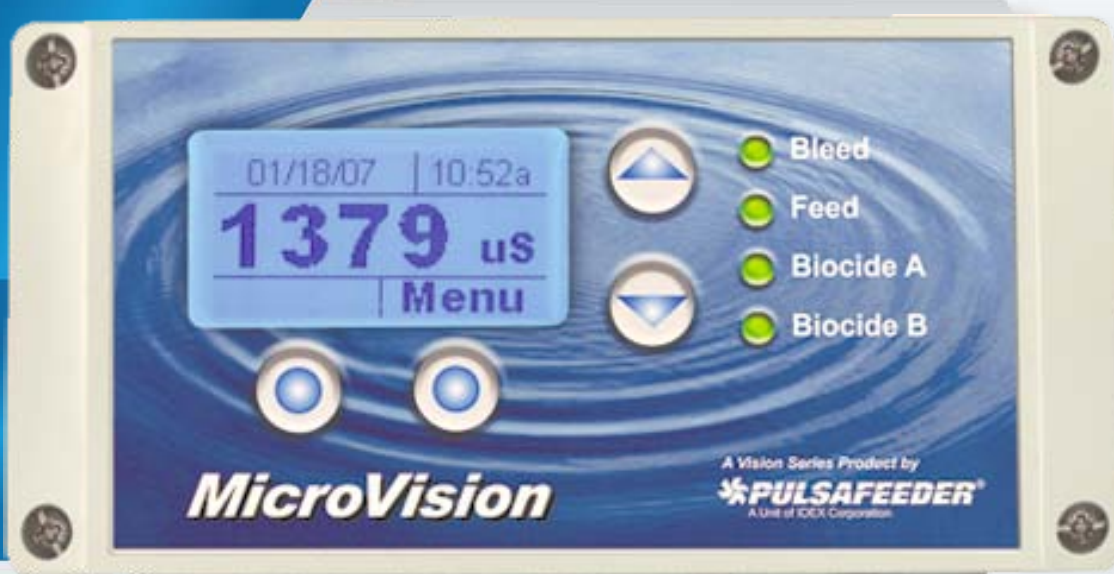 01/18/07 10:52a
1379 uS
Menu
Bleed
Feed
Biocide A
Biocide B
MicroVision
A Vision Series Product by
PULSAFEEDER®
A Unit of IDEX Corporation